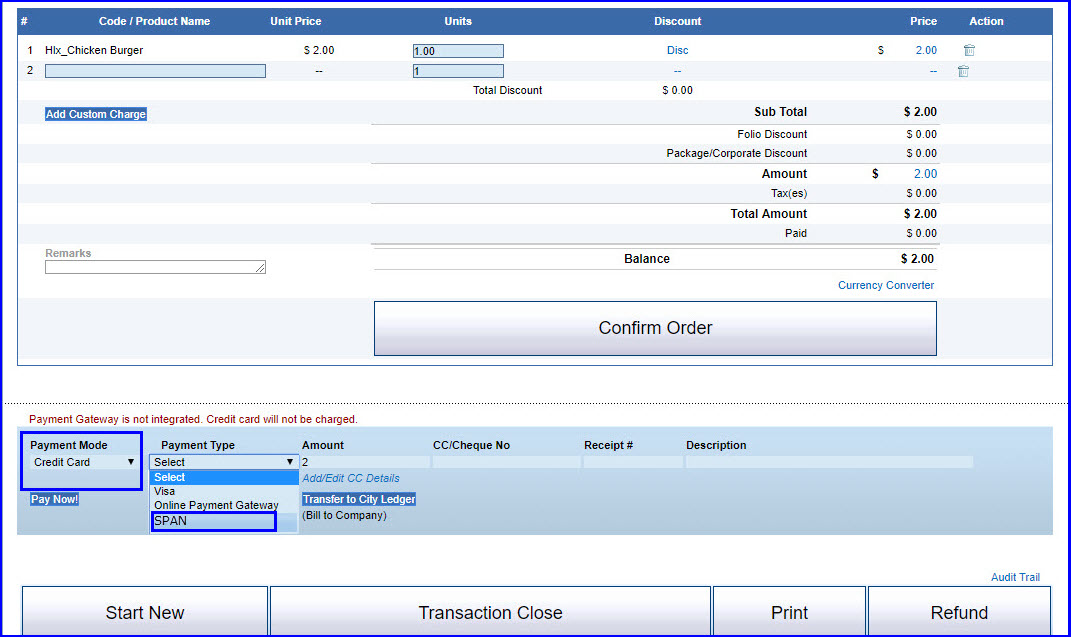 # Code / Product Name Unit Price Units Discount Price Action
1 Hlx_Chicken Burger $ 2.00 1.00 Disc $ 2.00
2 -- 1 -- --
Total Discount $ 0.00
Add Custom Charge Sub Total $ 2.00
Folio Discount $ 0.00
Package/Corporate Discount $ 0.00
Amount $ 2.00
Tax(es) $ 0.00
Total Amount $ 2.00
Paid $ 0.00
Remarks
Balance $ 2.00
Currency Converter
Confirm Order
Payment Gateway is not integrated. Credit card will not be charged.
Payment Mode Payment Type Amount CC/Cheque No Receipt # Description
Credit Card ▼ Select ▼ 2
Select Add/Edit CC Details
Visa
Pay Now! Transfer to City Ledger
Online Payment Gateway
(Bill to Company)
SPAN
Audit Trail
Start New Transaction Close Print Refund